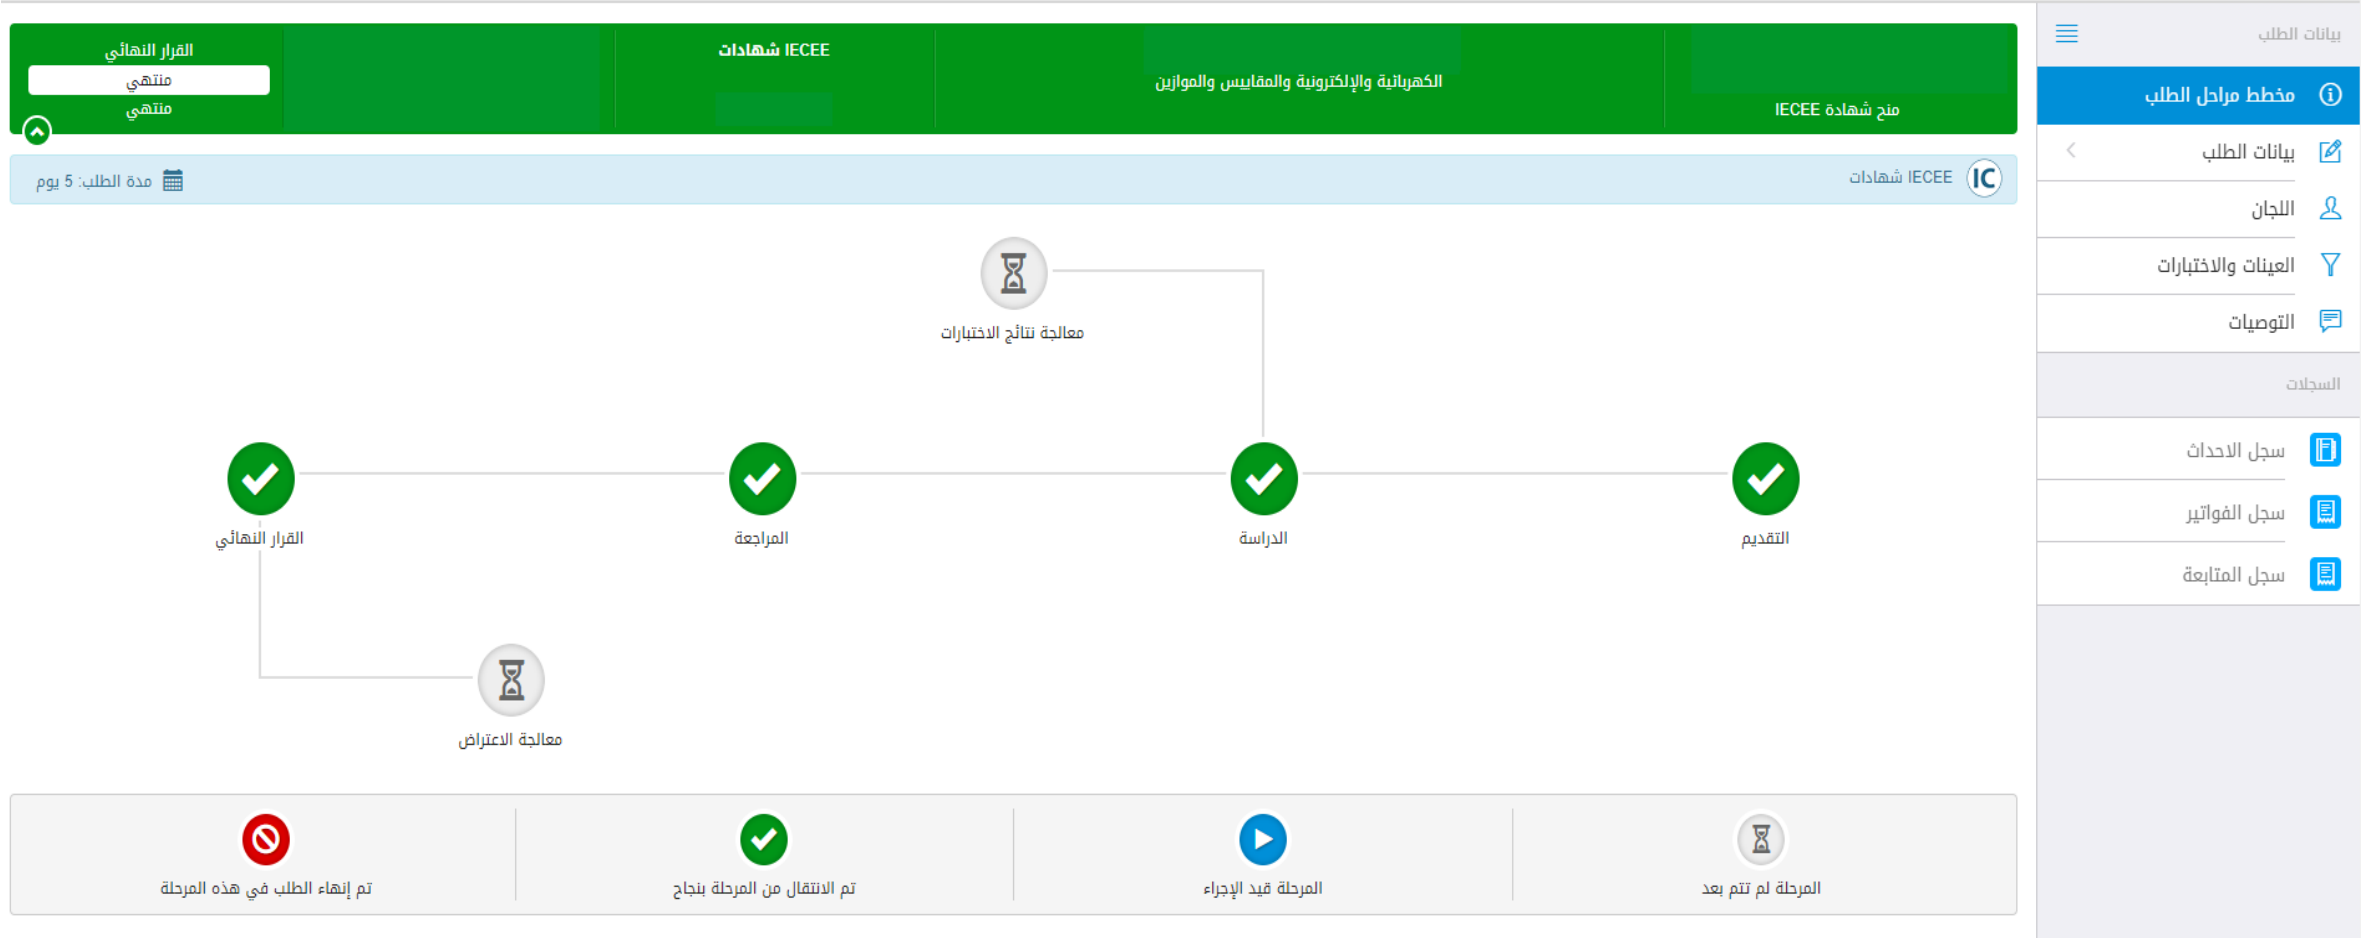 بيانات الطلب
مخطط مراحل الطلب
بيانات الطلب
اللجان
العينات والاختبارات
التوصيات
السجلات
سجل الاحداث
سجل الفواتير
سجل المتابعة
منح شهادة IECEE
الكهربائية والإلكترونية والمقاييس والموازين
IECEE شهادات
القرار النهائي
منتهي
منتهي
IC IECEE شهادات
مدة الطلب: 5 يوم
معالجة نتائج الاختبارات
التقديم
الدراسة
المراجعة
القرار النهائي
معالجة الاعتراض
المرحلة لم تتم بعد
المرحلة قيد الإجراء
تم الانتقال من المرحلة بنجاح
تم إنهاء الطلب في هذه المرحلة